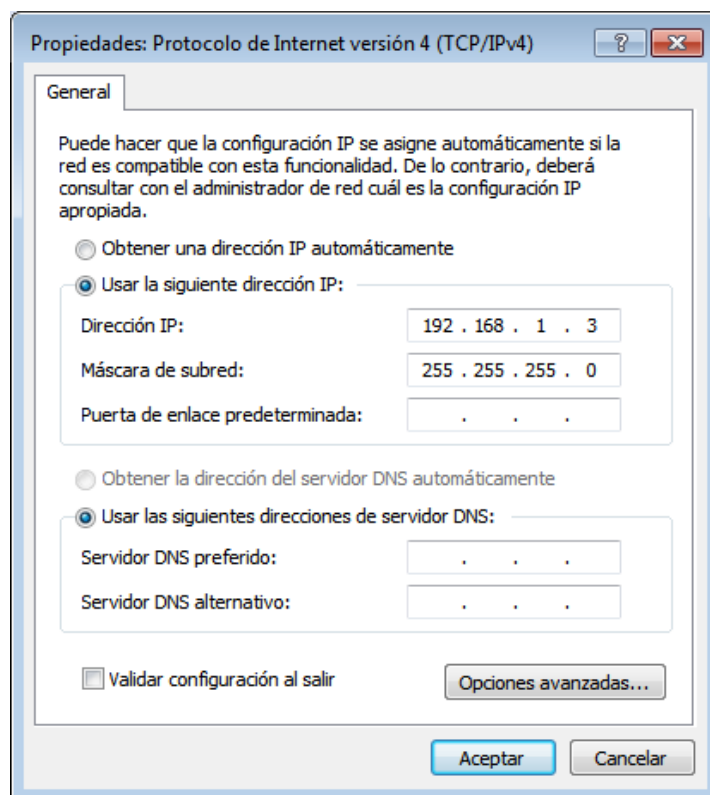 Propiedades: Protocolo de Internet versión 4 (TCP/IPv4)
General
Puede hacer que la configuración IP se asigne automáticamente si la
red es compatible con esta funcionalidad. De lo contrario, deberá
consultar con el administrador de red cuál es la configuración IP
apropiada.
Obtener una dirección IP automáticamente
Usar la siguiente dirección IP:
Dirección IP: 192 . 168 . 1 . 3
Máscara de subred: 255 . 255 . 255 . 0
Puerta de enlace predeterminada: . . .
Obtener la dirección del servidor DNS automáticamente
Usar las siguientes direcciones de servidor DNS:
Servidor DNS preferido: . . .
Servidor DNS alternativo: . . .
Validar configuración al salir Opciones avanzadas...
Aceptar Cancelar